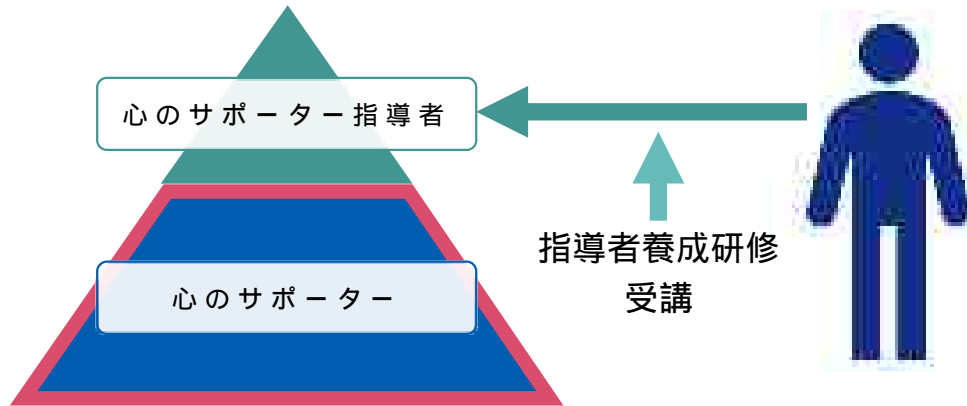 心のサポーター指導者
指導者養成研修
受講
心のサポーター